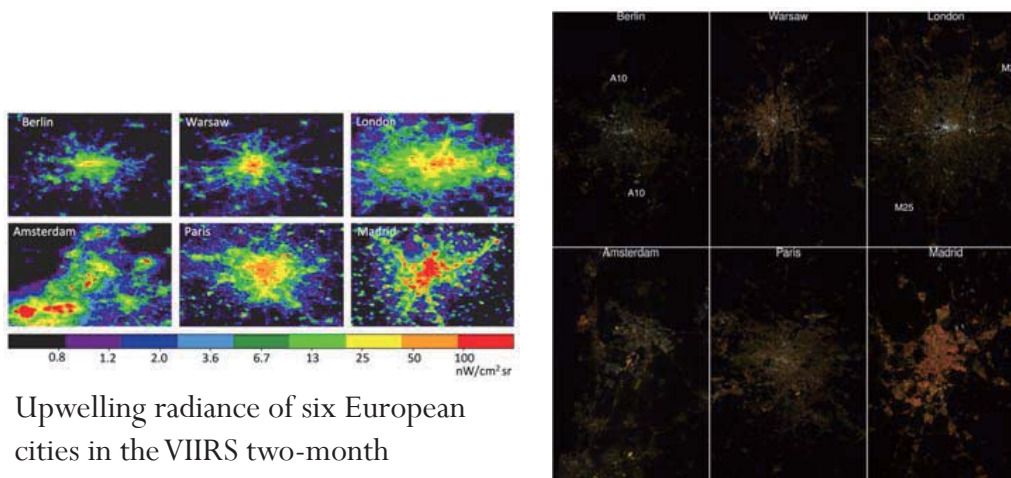 Berlin Warsaw London
Amsterdam Paris Madrid
0.8 1.2 2.0 3.6 6.7 13 25 50 100
nW/cm² sr
Upwelling radiance of six European
cities in the VIIRS two-month
Berlin Warsaw London
A10
A10
M25
Amsterdam Paris Madrid